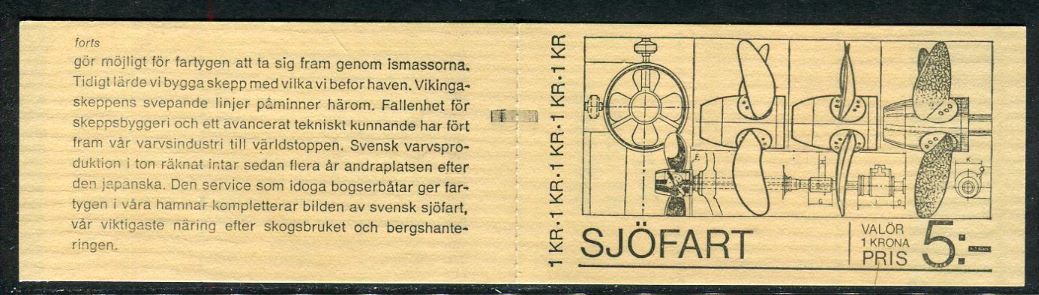 forts
gör möjligt för fartygen att ta sig fram genom ismassorna.
Tidigt lärde vi bygga skepp med vilka vi befor haven. Vikinga-
skeppens svepande linjer påminner härom. Fallenhet för
skeppsbyggeri och ett avancerat tekniskt kunnande har fört
fram vår varvsindustri till världstoppen. Svensk varvspro-
duktion i ton räknat intar sedan flera år andraplatsen efter
den japanska. Den service som idoga bogserbåtar ger far-
tygen i våra hamnar kompletterar bilden av svensk sjöfart,
vår viktigaste näring efter skogsbruket och bergshante-
ringen.
1 KR·1 KR·1 KR·1 KR·1 KR
SJÖFART
VALÖR
1 KRONA
PRIS
5:-